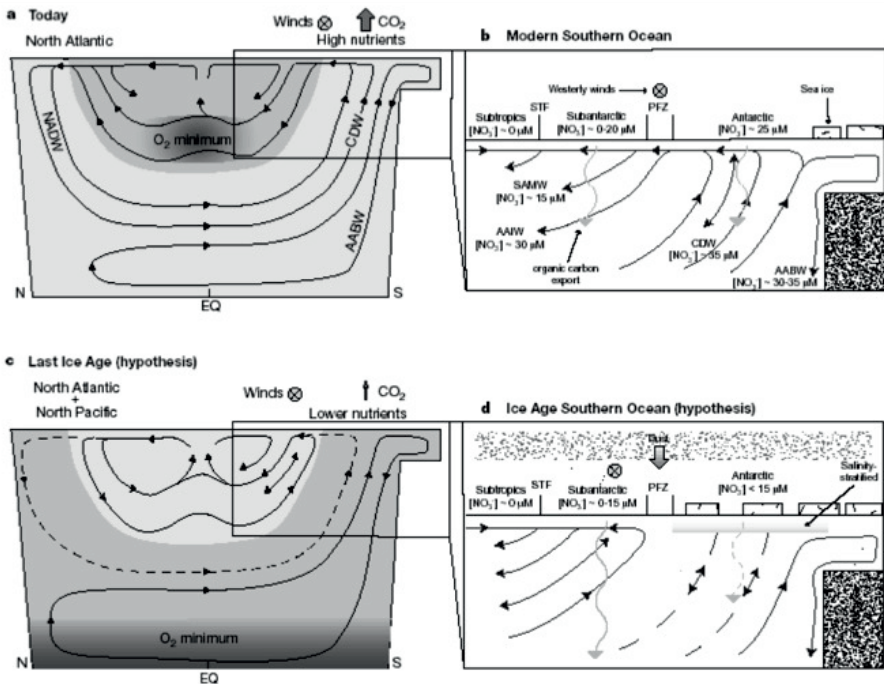 a Today
North Atlantic
Winds
CO2
High nutrients
NADW
O2 minimum
CDW
AABW
N
EQ
S
b Modern Southern Ocean
Westerly winds
Sea ice
Subtropics
[NO3-] ~ 0 µM
STF
Subantarctic
[NO3-] ~ 0-20 µM
PFZ
Antarctic
[NO3-] ~ 25 µM
SAMW
[NO3-] ~ 15 µM
AAIW
[NO3-] ~ 30 µM
organic carbon
export
CDW
[NO3-] ~ 35 µM
AABW
[NO3-] ~ 30-35 µM
c Last Ice Age (hypothesis)
North Atlantic
+
North Pacific
Winds
CO2
Lower nutrients
O2 minimum
N
EQ
S
d Ice Age Southern Ocean (hypothesis)
Dust
Subtropics
[NO3-] ~ 0 µM
STF
Subantarctic
[NO3-] ~ 0-15 µM
PFZ
Antarctic
[NO3-] < 15 µM
Salinity-
stratified